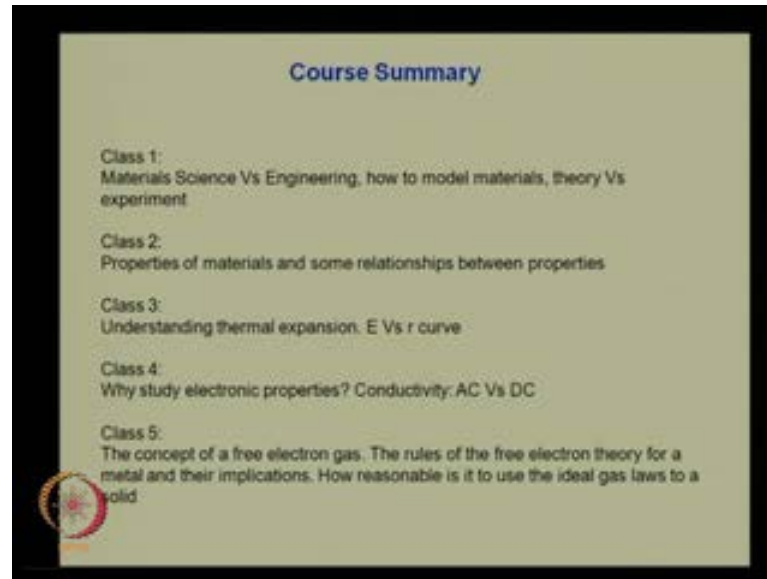 Course Summary
Class 1:
Materials Science Vs Engineering, how to model materials, theory Vs
experiment
Class 2:
Properties of materials and some relationships between properties
Class 3:
Understanding thermal expansion. E Vs r curve
Class 4:
Why study electronic properties? Conductivity: AC Vs DC
Class 5:
The concept of a free electron gas. The rules of the free electron theory for a
metal and their implications. How reasonable is it to use the ideal gas laws to a
solid